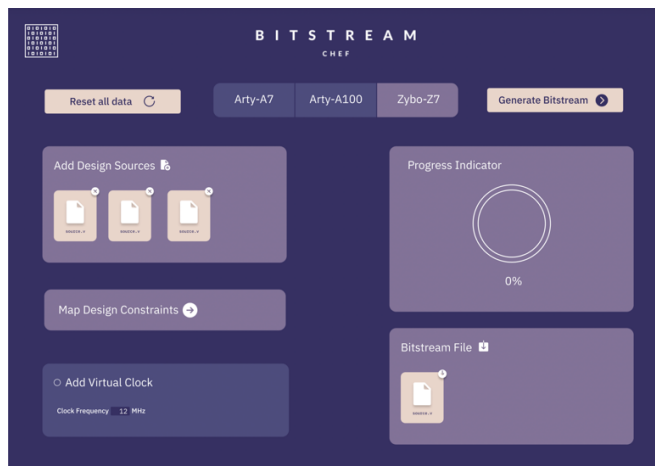 BITSTREAM
CHEF
Reset all data
Arty-A7
Arty-A100
Zybo-Z7
Generate Bitstream
Add Design Sources
Progress Indicator
0%
Map Design Constraints
Bitstream File
Add Virtual Clock
Clock Frequency 12 MHz